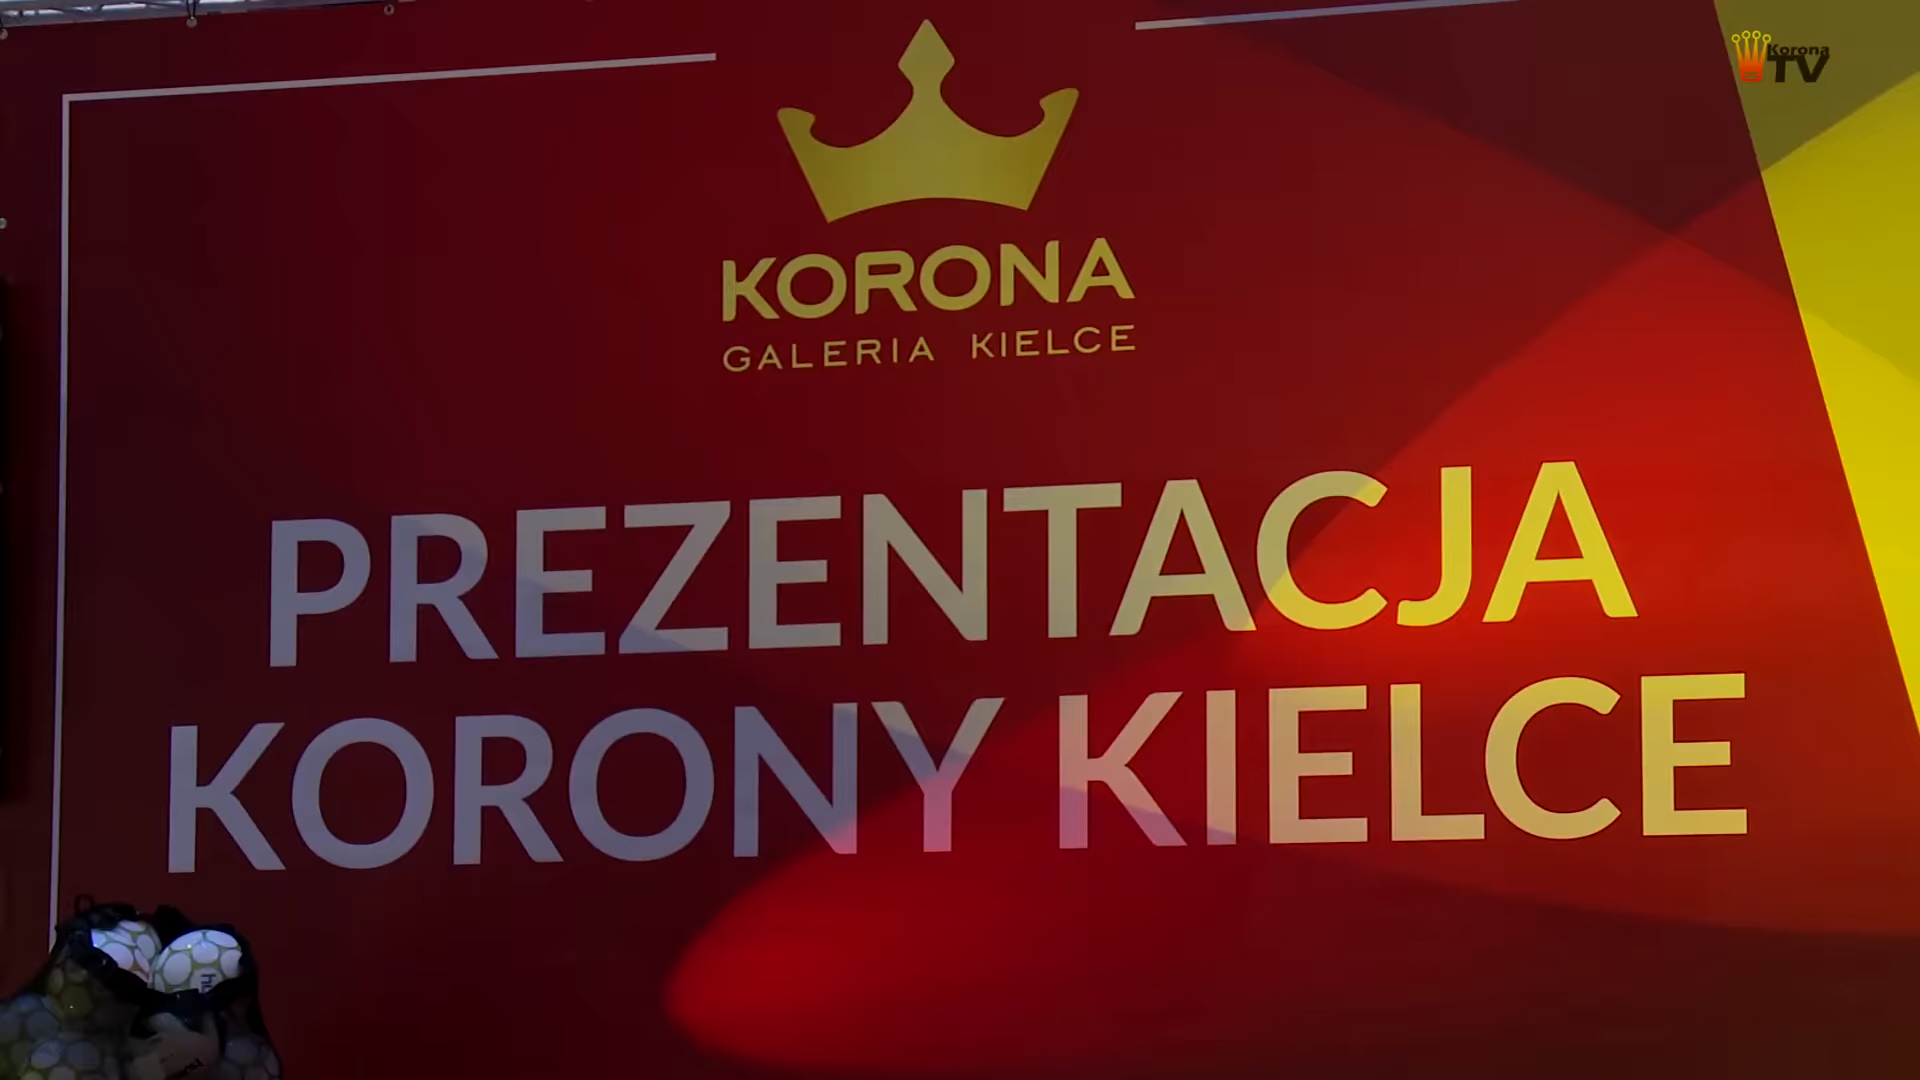 Korona
TV
KORONA
GALERIA KIELCE
PREZENTACJA
KORONY KIELCE